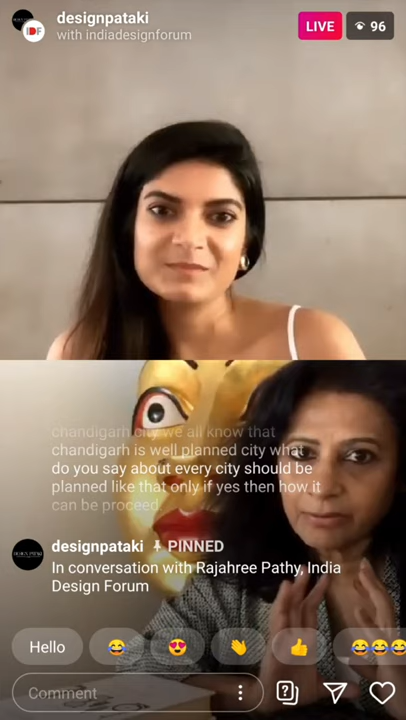 designpataki
with indiadesignforum
LIVE
96
IDF
chandigarh city we all know that
chandigarh is well planned city what
do you say about every city should be
planned like that only if yes then how it
can be proceed.
designpataki PINNED
In conversation with Rajahree Pathy, India
Design Forum
Hello
Comment